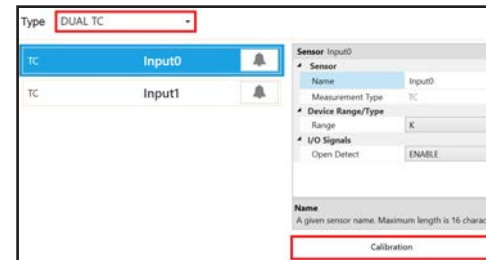 Type DUAL TC
TC Input0
TC Input1
Sensor Input0
Sensor
Name Input0
Measurement Type TC
Device Range/Type
Range K
I/O Signals
Open Detect ENABLE
Name
A given sensor name. Maximum length is 16 charac
Calibration